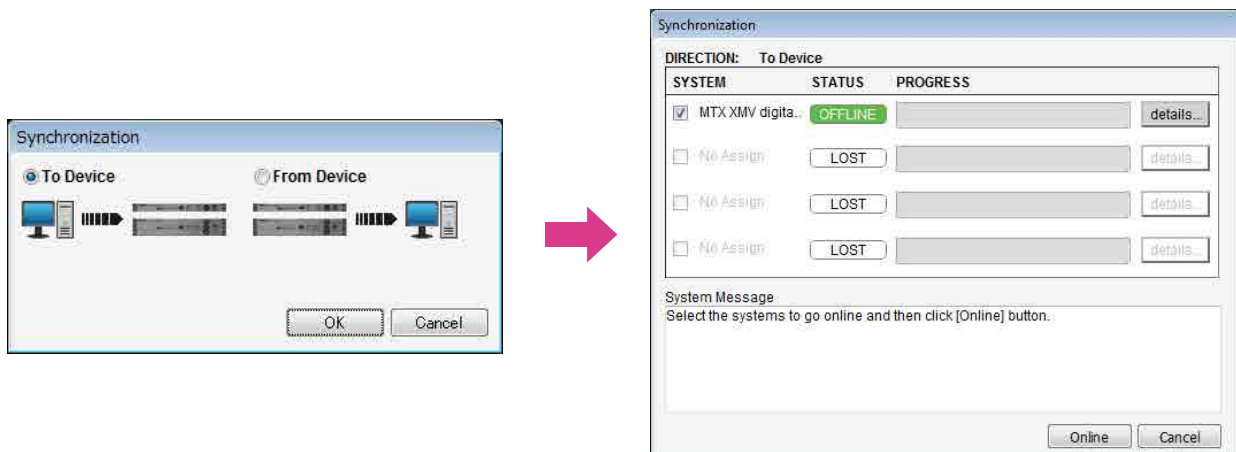 Synchronization
To Device From Device
OK Cancel
Synchronization
DIRECTION: To Device
SYSTEM STATUS PROGRESS
MTX XMV digita.. OFFLINE details...
No Assign LOST details...
No Assign LOST details...
No Assign LOST details...
System Message
Select the systems to go online and then click [Online] button.
Online Cancel